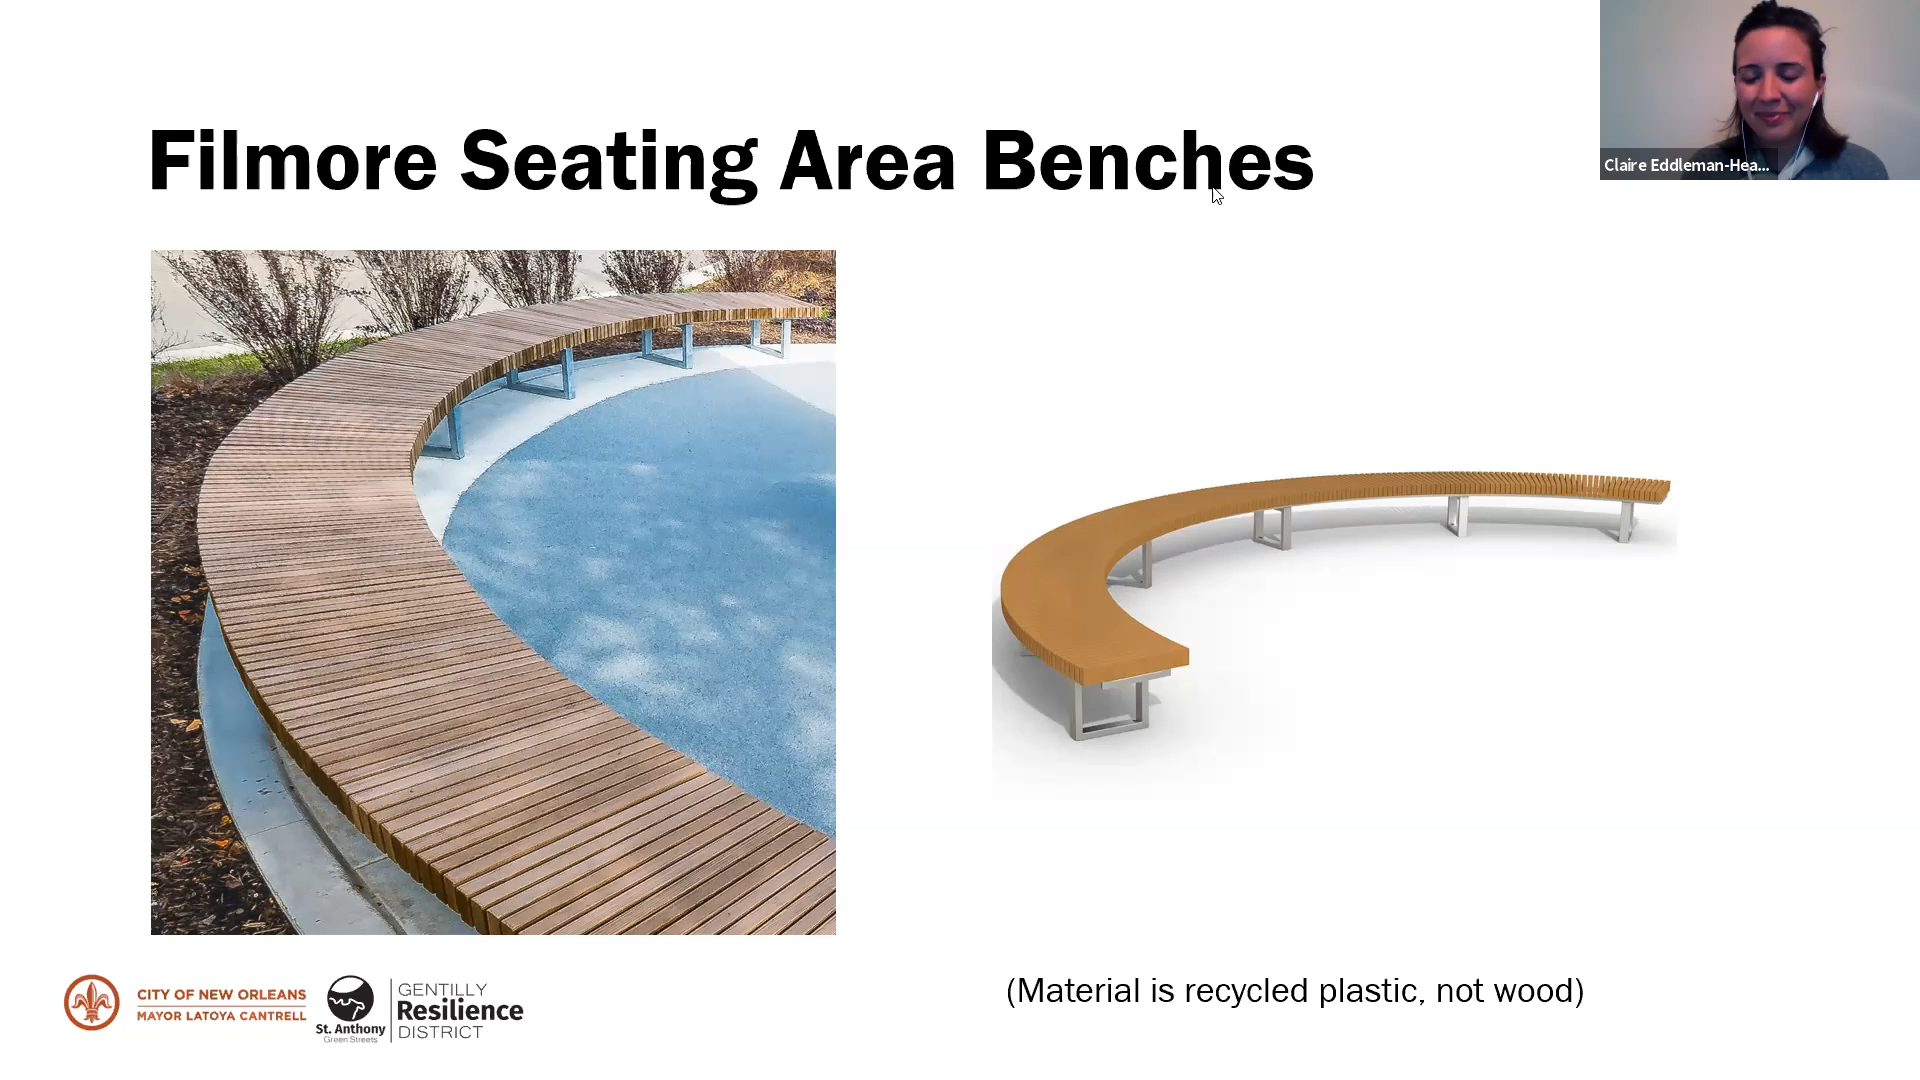 Claire Eddleman-Hea...
Filmore Seating Area Benches
CITY OF NEW ORLEANS
MAYOR LATOYA CANTRELL
St. Anthony
Green Streets
GENTILLY
Resilience
DISTRICT
(Material is recycled plastic, not wood)